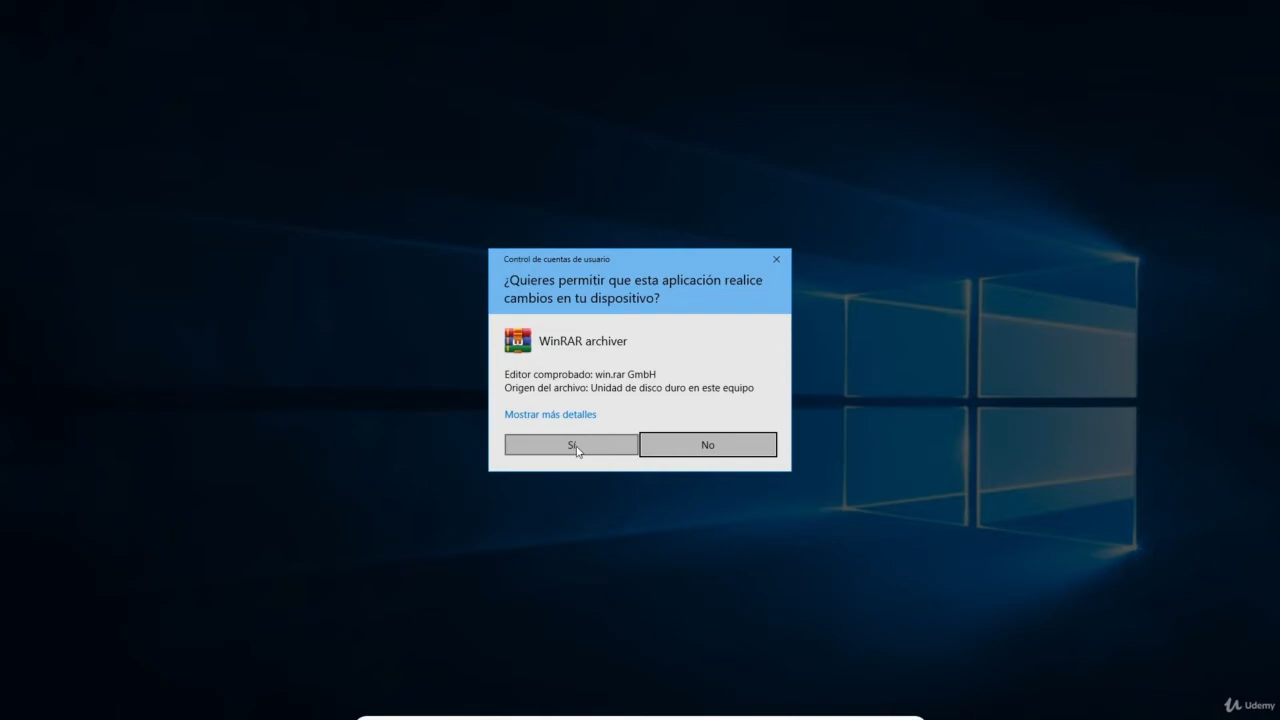 Control de cuentas de usuario
¿Quieres permitir que esta aplicación realice
cambios en tu dispositivo?
WinRAR archiver
Editor comprobado: win.rar GmbH
Origen del archivo: Unidad de disco duro en este equipo
Mostrar más detalles
Sí
No
Udemy